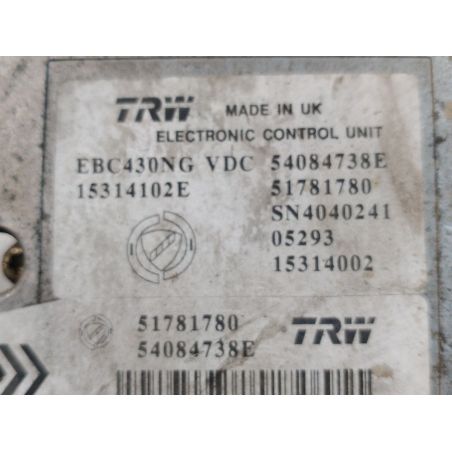 TRW MADE IN UK
ELECTRONIC CONTROL UNIT
EBC430NG VDC 54084738E
15314102E 51781780
SN4040241
05293
15314002
51781780 TRW
54084738E